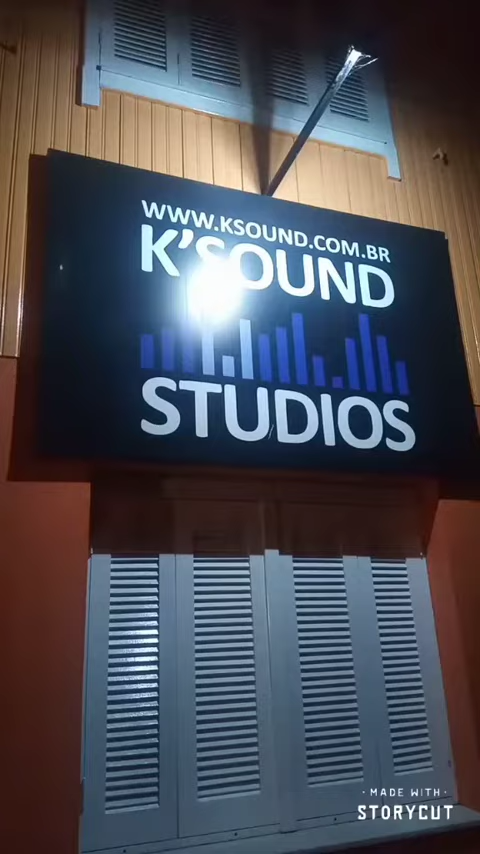 WWW.KSOUND.COM.BR
K'SOUND
STUDIOS
· MADE WITH ·
STORYCUT